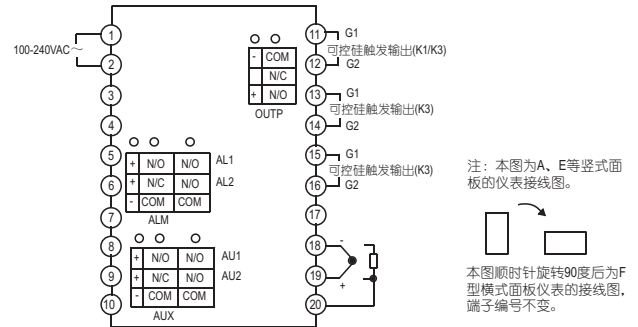 100-240VAC～
1
2
3
4
5
6
7
8
9
10
- COM
N/C
+ N/O
OUTP
+ N/O N/O AL1
+ N/C N/O AL2
- COM COM
ALM
+ N/O N/O AU1
+ N/C N/O AU2
- COM COM
AUX
11 G1
可控硅触发输出(K1/K3)
12 G2
13 G1
可控硅触发输出(K3)
14 G2
15 G1
可控硅触发输出(K3)
16 G2
17
18 -
19 +
20
注：本图为A、E等竖式面
板的仪表接线图。
本图顺时针旋转90度后为F
型横式面板仪表的接线图，
端子编号不变。